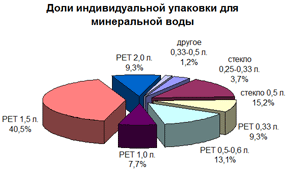 Доли индивидуальной упаковки для
минеральной воды
другое
0,33-0,5 л.
1,2%
стекло
0,25-0,33 л.
3,7%
стекло 0,5 л.
15,2%
PET 0,33 л.
9,3%
PET 0,5-0,6 л.
13,1%
PET 1,0 л.
7,7%
PET 1,5 л.
40,5%
PET 2,0 л.
9,3%